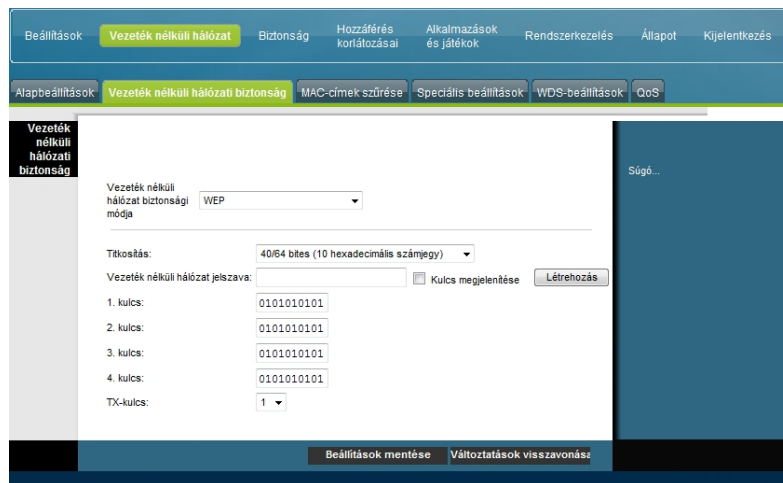 Beállítások
Vezeték nélküli hálózat
Biztonság
Hozzáférés
korlátozásai
Alkalmazások
és játékok
Rendszerkezelés
Állapot
Kijelentkezés
Alapbeállítások
Vezeték nélküli hálózati biztonság
MAC-címek szűrése
Speciális beállítások
WDS-beállítások
QoS
Vezeték
nélküli
hálózati
biztonság
Súgó...
Vezeték nélküli
hálózat biztonsági
módja
WEP
Titkosítás:
40/64 bites (10 hexadecimális számjegy)
Vezeték nélküli hálózat jelszava:
Kulcs megjelenítése
Létrehozás
1. kulcs:
0101010101
2. kulcs:
0101010101
3. kulcs:
0101010101
4. kulcs:
0101010101
TX-kulcs:
1
Beállítások mentése
Változtatások visszavonása